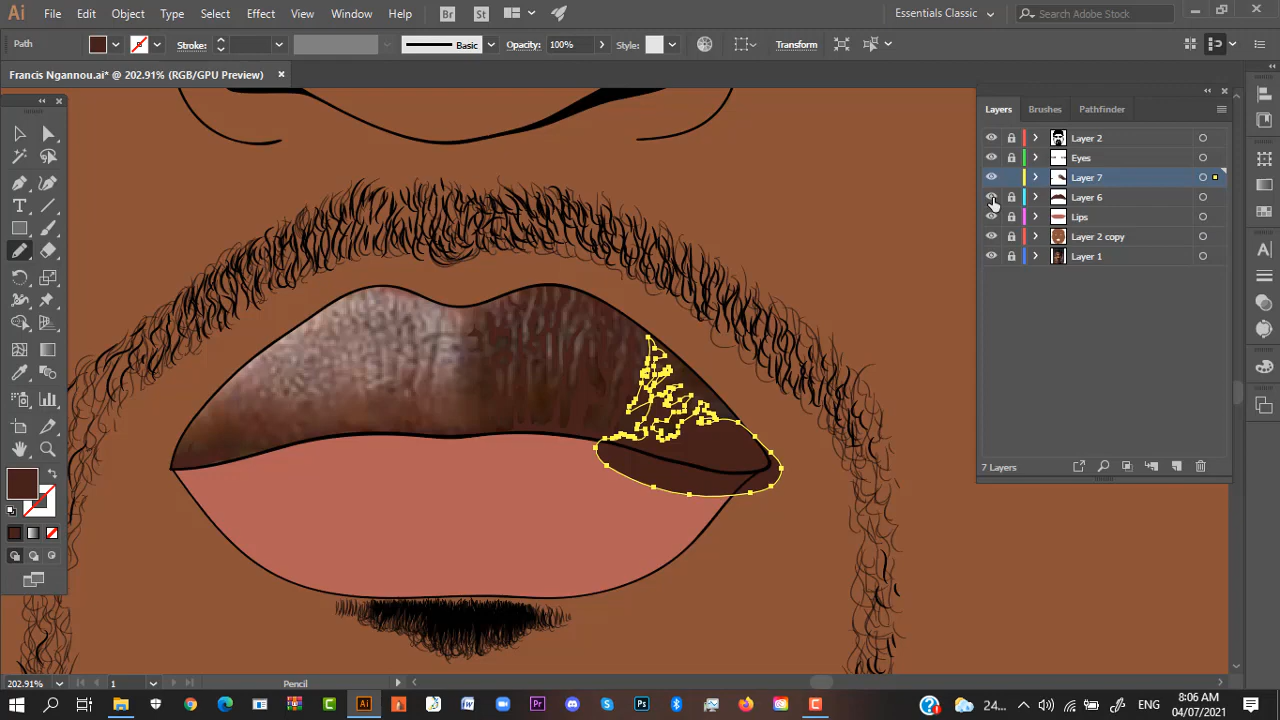 Ai File Edit Object Type Select Effect View Window Help Br St Essentials Classic Search Adobe Stock
Path Stroke: Basic Opacity: 100% Style: Transform
Francis Ngannou.ai* @ 202.91% (RGB/GPU Preview)
Layers Brushes Pathfinder
Layer 2
Eyes
Layer 7
Layer 6
Lips
Layer 2 copy
Layer 1
7 Layers
202.91% 1 Pencil
24... ENG 8:06 AM
04/07/2021